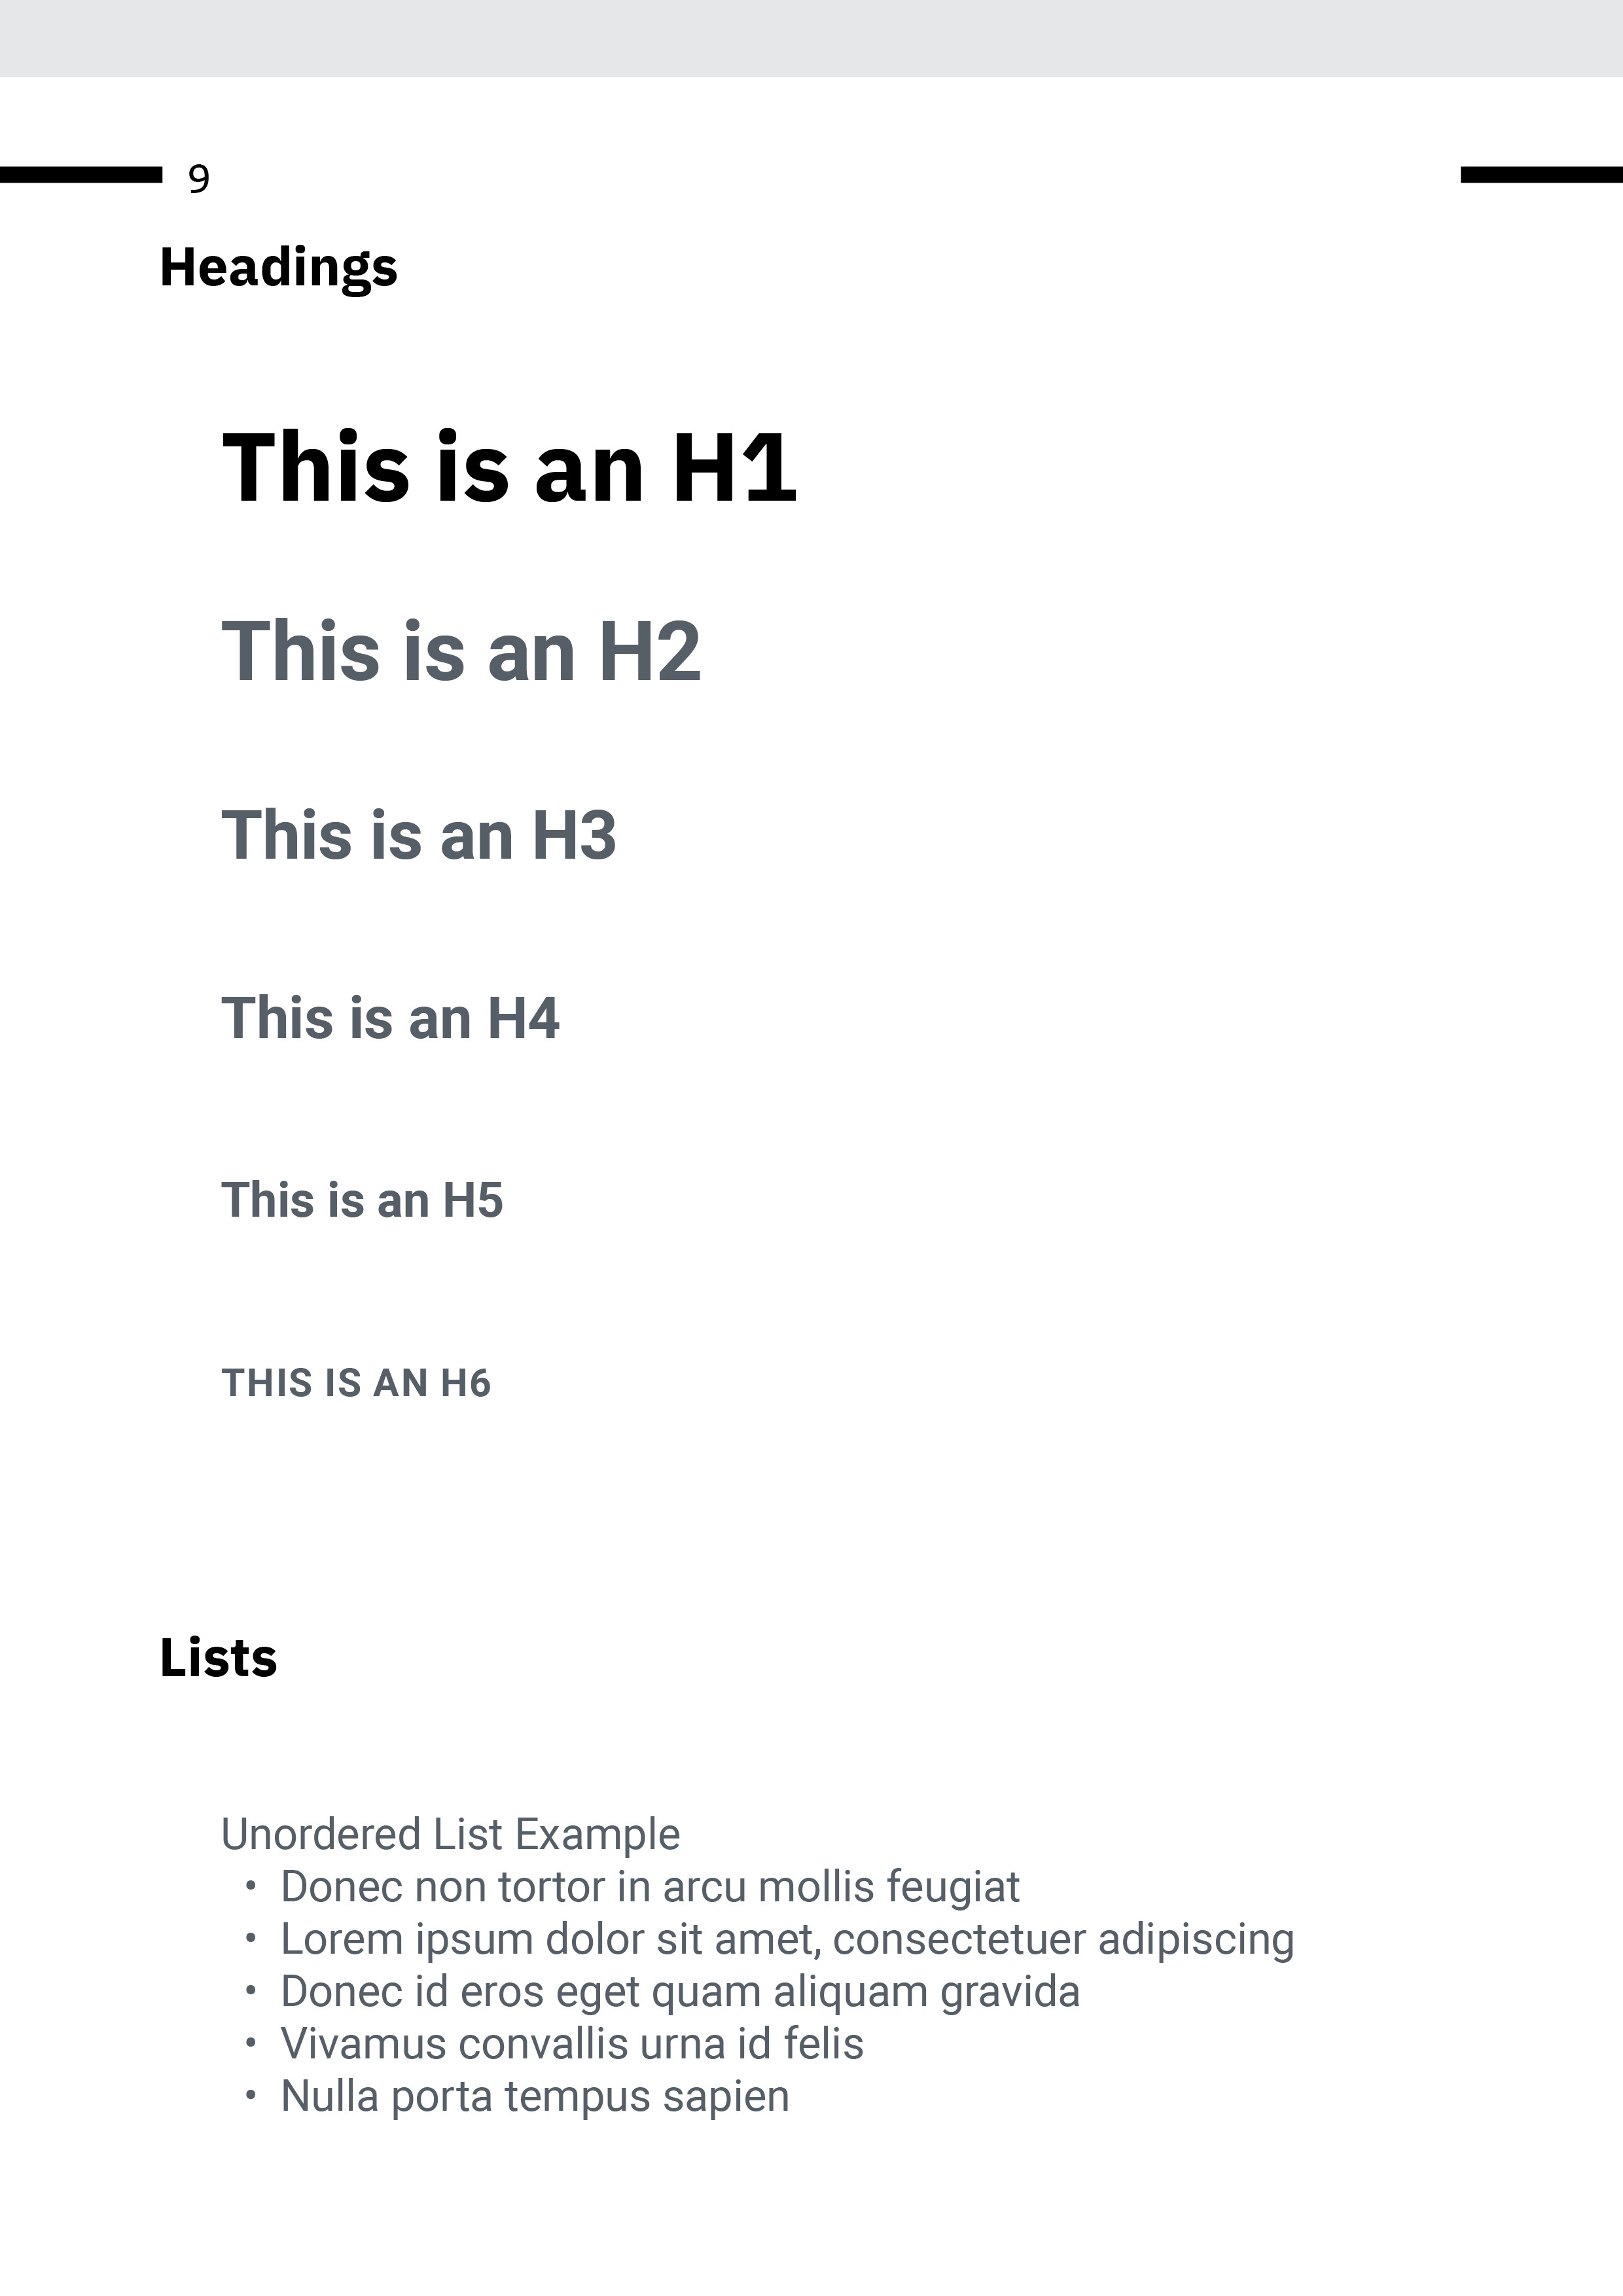 9
Headings
This is an H1
This is an H2
This is an H3
This is an H4
This is an H5
THIS IS AN H6
Lists
Unordered List Example
• Donec non tortor in arcu mollis feugiat
• Lorem ipsum dolor sit amet, consectetuer adipiscing
• Donec id eros eget quam aliquam gravida
• Vivamus convallis urna id felis
• Nulla porta tempus sapien